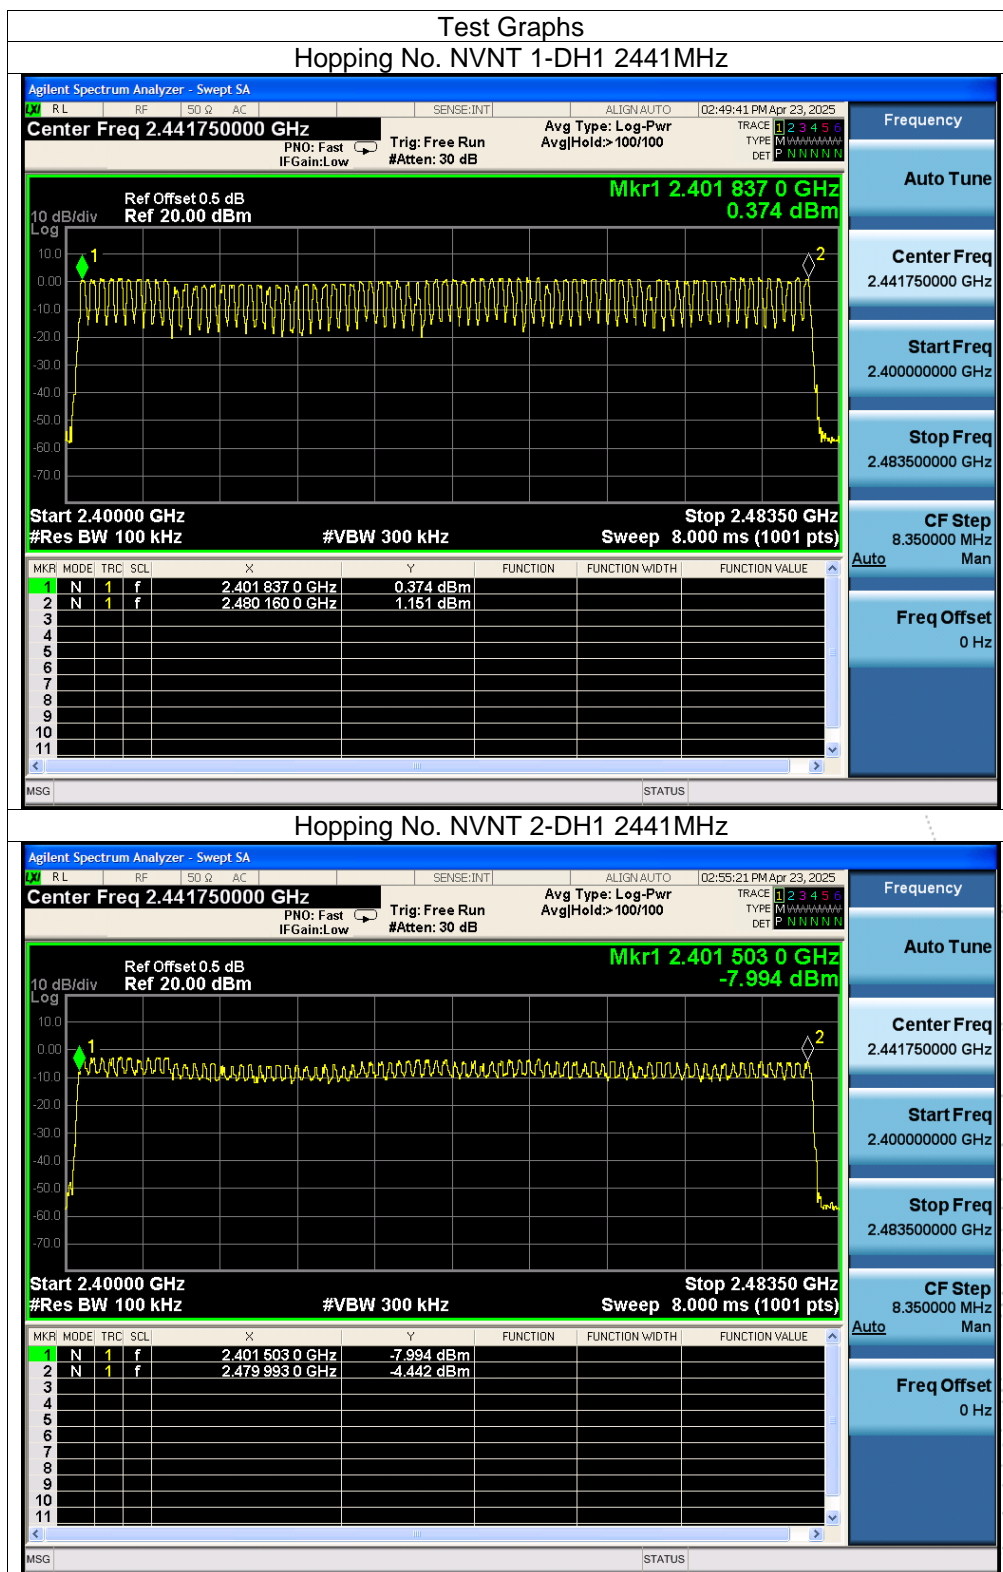 Test Graphs
Hopping No. NVNT 1-DH1 2441MHz
Agilent Spectrum Analyzer - Swept SA
LXI RL RF 50 Ω AC SENSE:INT ALIGN AUTO 02:49:41 PM Apr 23, 2025
Center Freq 2.441750000 GHz
PNO: Fast
IFGain:Low
Trig: Free Run
#Atten: 30 dB
Avg Type: Log-Pwr
Avg|Hold:>100/100
TRACE 1 2 3 4 5 6
TYPE M W W W W W
DET P N N N N N
Ref Offset 0.5 dB
10 dB/div Ref 20.00 dBm
Log
Mkr1 2.401 837 0 GHz
0.374 dBm
10.0
0.00
-10.0
-20.0
-30.0
-40.0
-50.0
-60.0
-70.0
1
2
Start 2.40000 GHz Stop 2.48350 GHz
#Res BW 100 kHz #VBW 300 kHz Sweep 8.000 ms (1001 pts)
MKR MODE TRC SCL X Y FUNCTION FUNCTION WIDTH FUNCTION VALUE
1 N 1 f 2.401 837 0 GHz 0.374 dBm
2 N 1 f 2.480 160 0 GHz 1.151 dBm
3
4
5
6
7
8
9
10
11
MSG STATUS
Frequency
Auto Tune
Center Freq
2.441750000 GHz
Start Freq
2.400000000 GHz
Stop Freq
2.483500000 GHz
CF Step
8.350000 MHz
Auto Man
Freq Offset
0 Hz
Hopping No. NVNT 2-DH1 2441MHz
Agilent Spectrum Analyzer - Swept SA
LXI RL RF 50 Ω AC SENSE:INT ALIGN AUTO 02:55:21 PM Apr 23, 2025
Center Freq 2.441750000 GHz
PNO: Fast
IFGain:Low
Trig: Free Run
#Atten: 30 dB
Avg Type: Log-Pwr
Avg|Hold:>100/100
TRACE 1 2 3 4 5 6
TYPE M W W W W W
DET P N N N N N
Ref Offset 0.5 dB
10 dB/div Ref 20.00 dBm
Log
Mkr1 2.401 503 0 GHz
-7.994 dBm
10.0
0.00
-10.0
-20.0
-30.0
-40.0
-50.0
-60.0
-70.0
1
2
Start 2.40000 GHz Stop 2.48350 GHz
#Res BW 100 kHz #VBW 300 kHz Sweep 8.000 ms (1001 pts)
MKR MODE TRC SCL X Y FUNCTION FUNCTION WIDTH FUNCTION VALUE
1 N 1 f 2.401 503 0 GHz -7.994 dBm
2 N 1 f 2.479 993 0 GHz -4.442 dBm
3
4
5
6
7
8
9
10
11
MSG STATUS
Frequency
Auto Tune
Center Freq
2.441750000 GHz
Start Freq
2.400000000 GHz
Stop Freq
2.483500000 GHz
CF Step
8.350000 MHz
Auto Man
Freq Offset
0 Hz